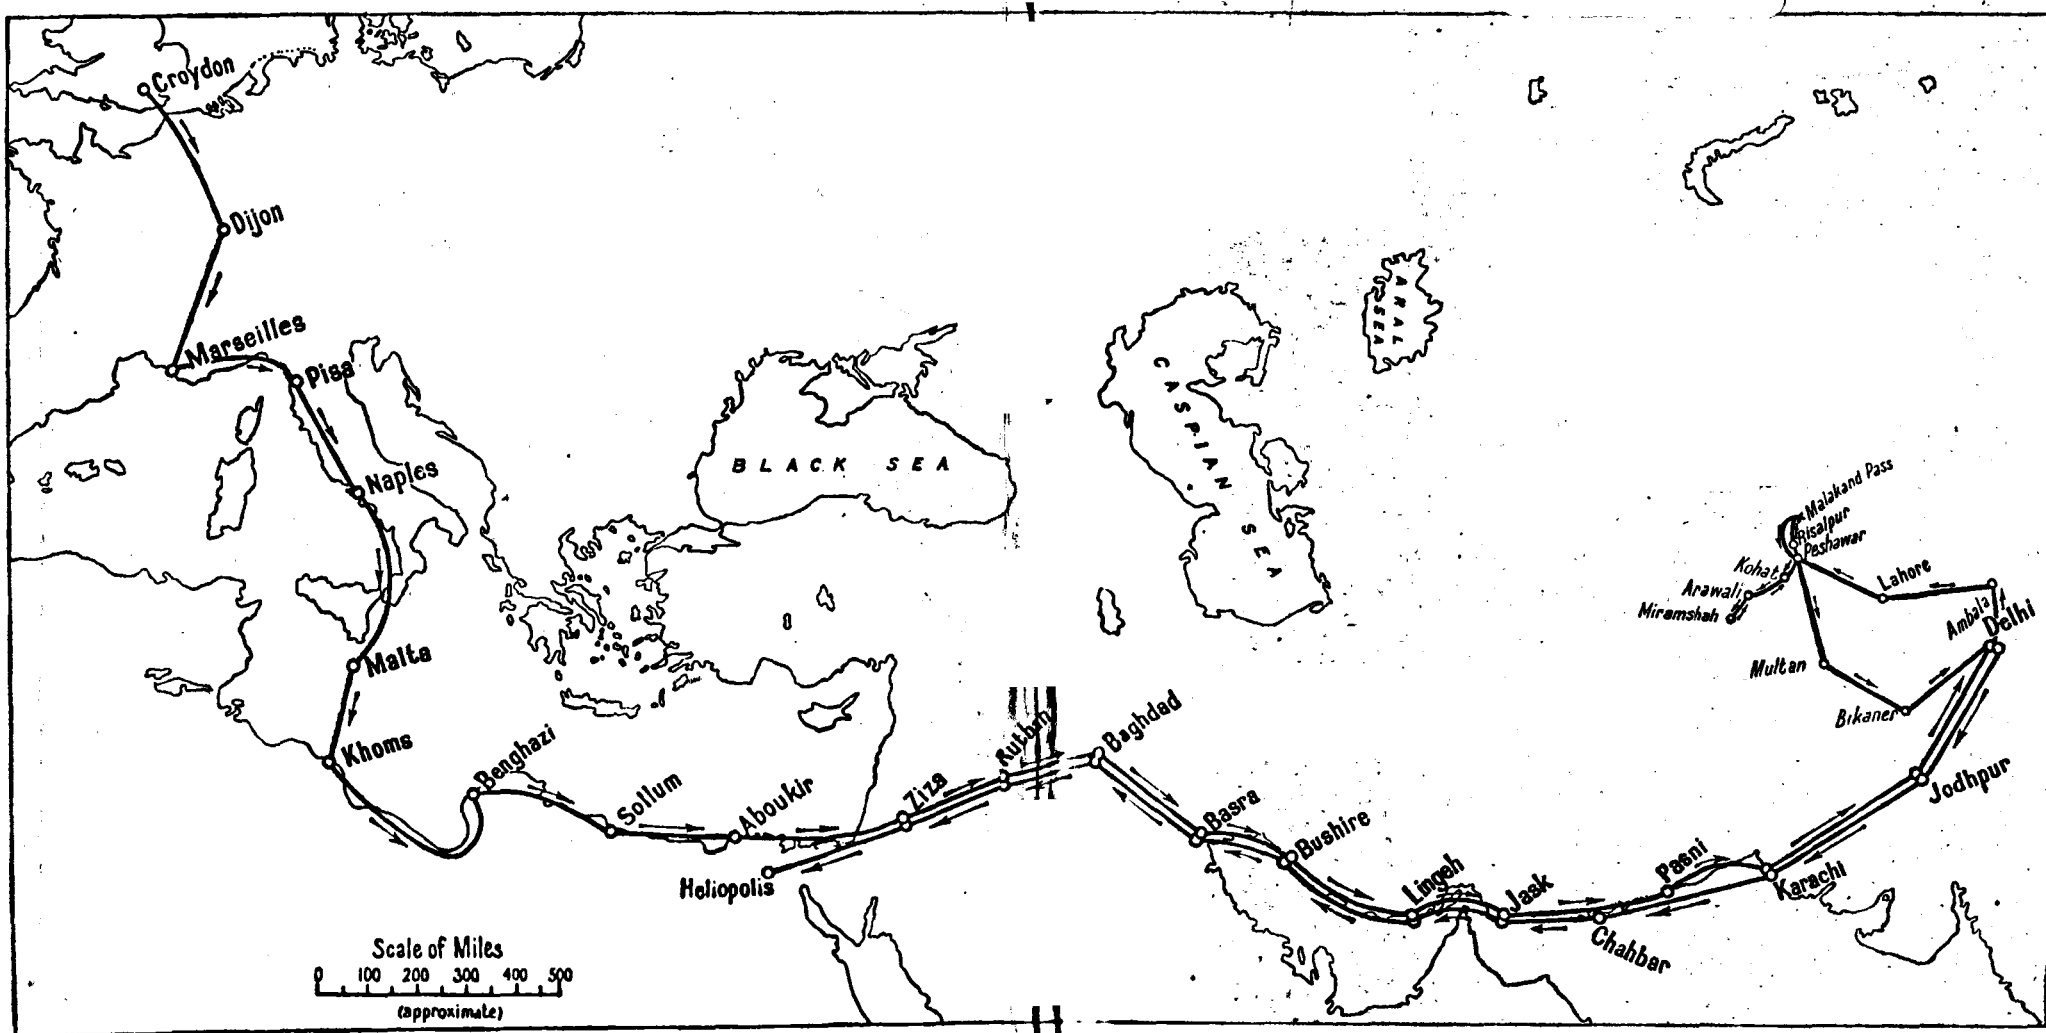 Croydon
Dijon
Marseilles
Pisa
Naples
Malta
Khoms
Benghazi
Sollum
Aboukir
Heliopolis
Ziza
Baghdad
Basra
Bushire
Lingeh
Jask
Chahbar
Pasni
Karachi
Jodhpur
Delhi
Ambala
Lahore
Peshawar
Risalpur
Malakand Pass
Kohat
Arawali
Miramshah
Multan
Bikaner
BLACK SEA
CASPIAN SEA
ARAL
SEA
Scale of Miles
0 100 200 300 400 500
(approximate)